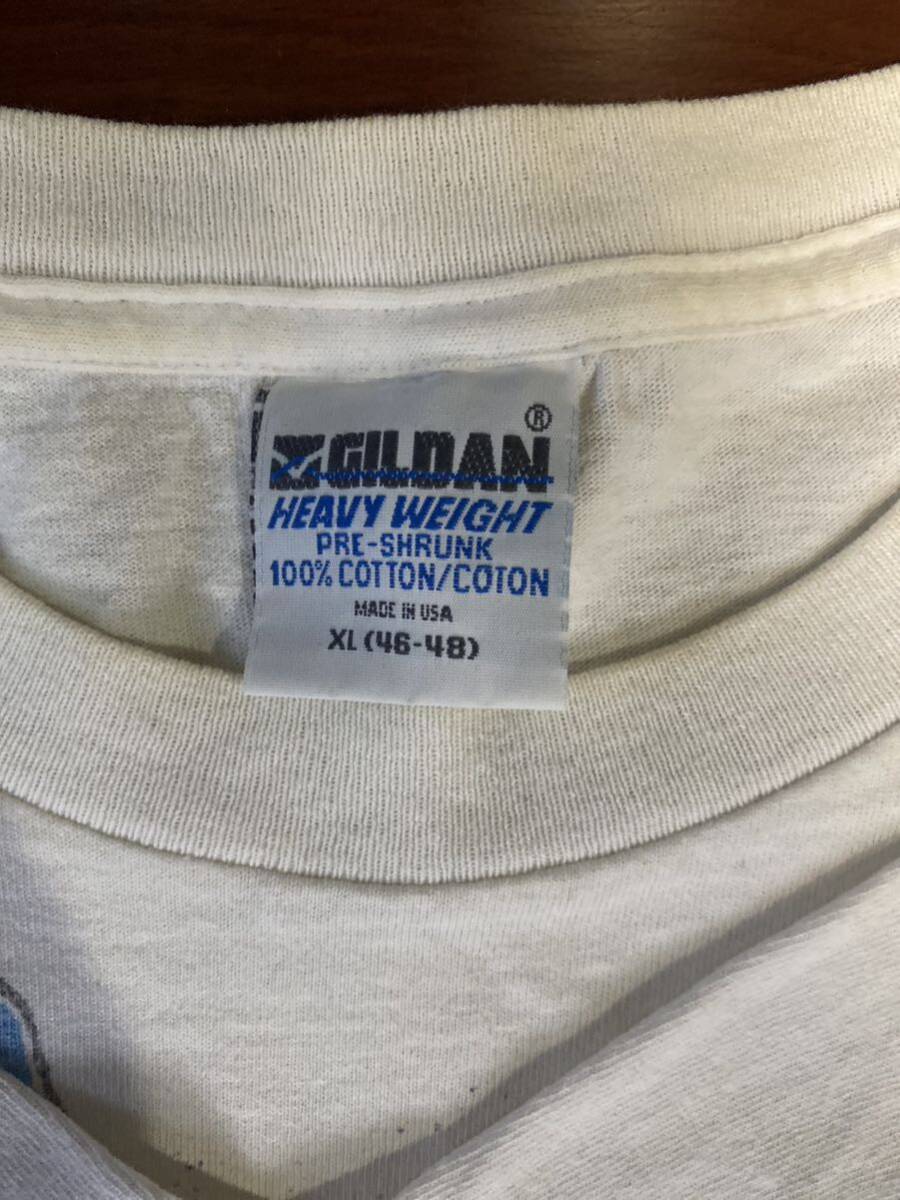 ®
GILDAN
HEAVY WEIGHT
PRE-SHRUNK
100% COTTON/COTON
MADE IN USA
XL (46-48)